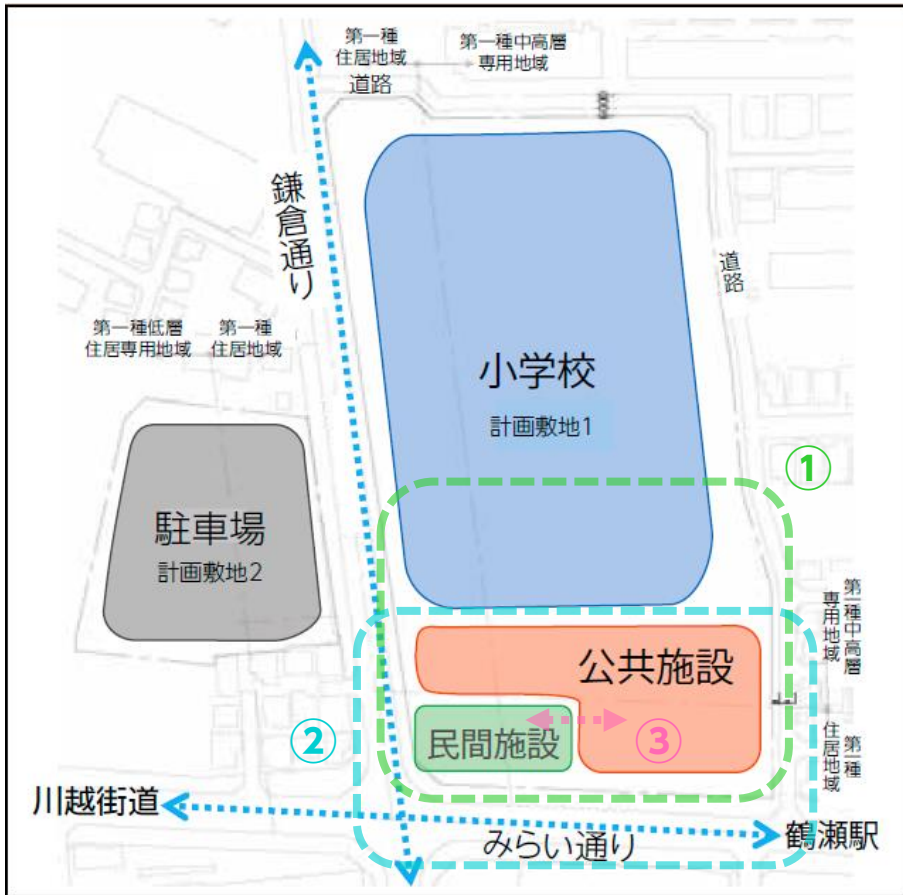 第一種
住居地域
第一種中高層
専用地域
道路
鎌倉通り
道路
第一種低層
住居専用地域
第一種
住居地域
小学校
計画敷地1
①
駐車場
計画敷地2
第一種中高層
専用地域
公共施設
②
民間施設
③
第一種
住居地域
川越街道
みらい通り
鶴瀬駅